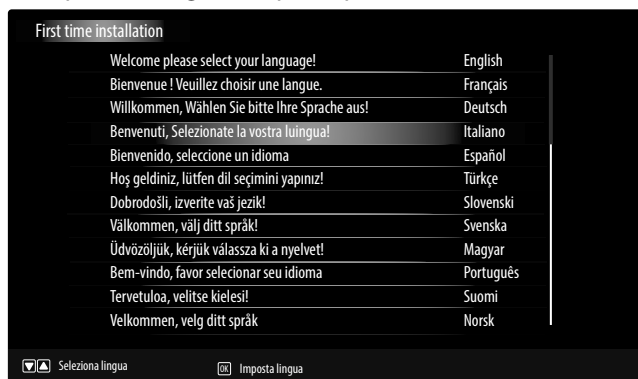 First time installation
Welcome please select your language! English
Bienvenue ! Veuillez choisir une langue. Français
Willkommen, Wählen Sie bitte Ihre Sprache aus! Deutsch
Benvenuti, Selezionate la vostra luingua! Italiano
Bienvenido, seleccione un idioma Español
Hoş geldiniz, lütfen dil seçimini yapınız! Türkçe
Dobrodošli, izverite vaš jezik! Slovenski
Välkommen, välj ditt språk! Svenska
Üdvözöljük, kérjük válassza ki a nyelvet! Magyar
Bem-vindo, favor selecionar seu idioma Português
Tervetuloa, velitse kielesi! Suomi
Velkommen, velg ditt språk Norsk
Seleziona lingua OK Imposta lingua